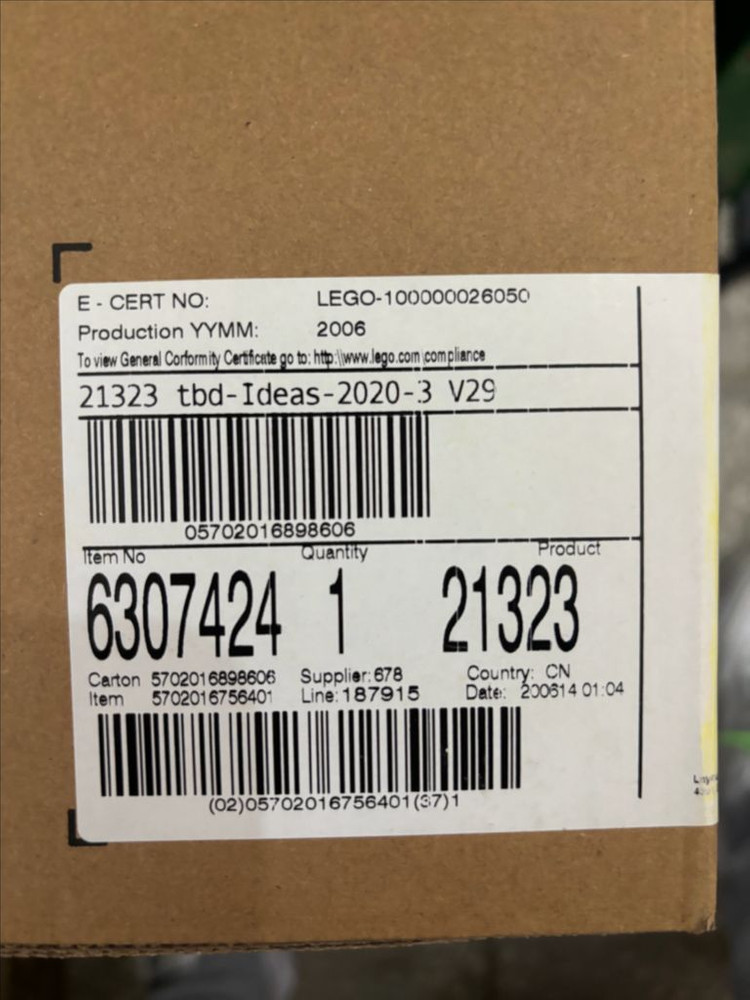 E - CERT NO: LEGO-100000026050
Production YYMM: 2006
To view General Corformity Certificate go to: http:\\www.lego.com compliance
21323 tbd-Ideas-2020-3 V29
05702016898606
Item No Quantity Product
6307424 1 21323
Carton 5702016898606 Supplier: 678 Country: CN
Item 5702016756401 Line: 187915 Date: 200614 01:04
(02)05702016756401(37)1